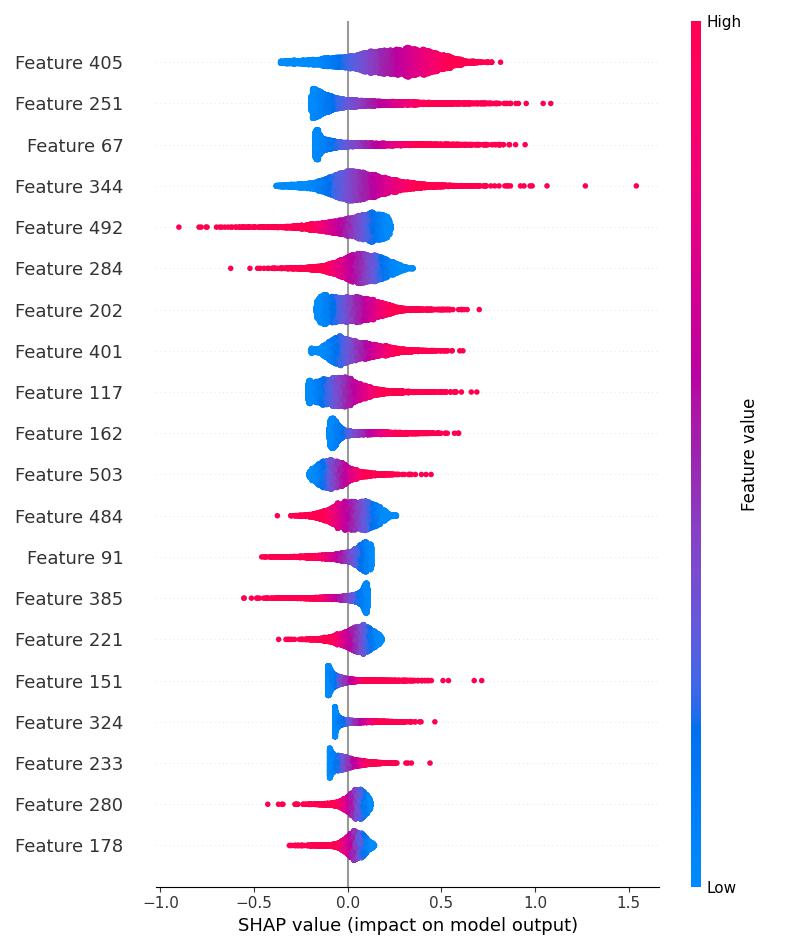 High
Feature 405
Feature 251
Feature 67
Feature 344
Feature 492
Feature 284
Feature 202
Feature 401
Feature 117
Feature 162
Feature 503
Feature 484
Feature 91
Feature 385
Feature 221
Feature 151
Feature 324
Feature 233
Feature 280
Feature 178
Feature value
Low
−1.0 −0.5 0.0 0.5 1.0 1.5
SHAP value (impact on model output)